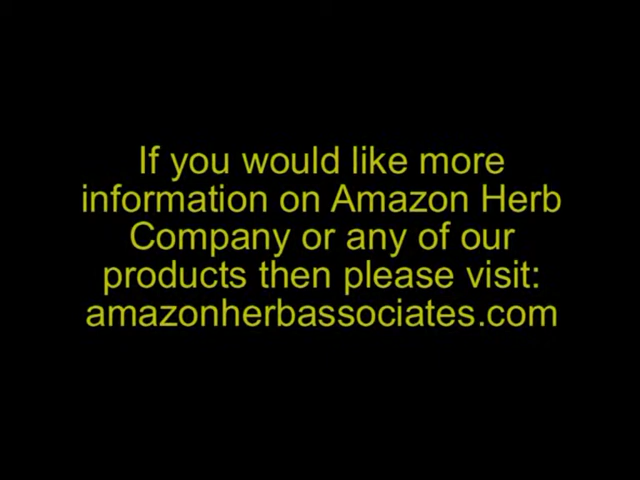 If you would like more
information on Amazon Herb
Company or any of our
products then please visit:
amazonherbassociates.com